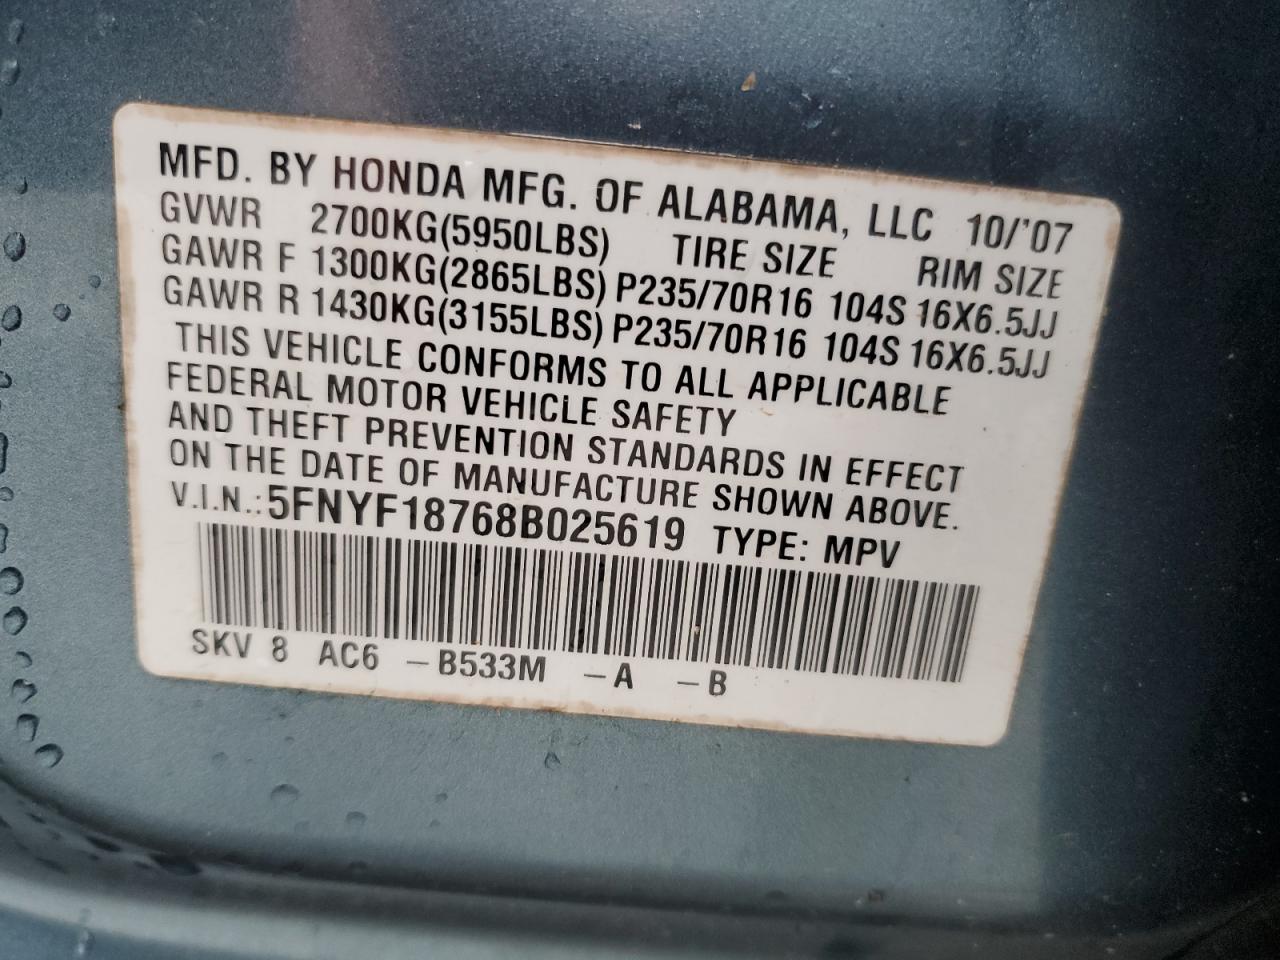 MFD. BY HONDA MFG. OF ALABAMA, LLC 10/'07
GVWR 2700KG(5950LBS) TIRE SIZE RIM SIZE
GAWR F 1300KG(2865LBS) P235/70R16 104S 16X6.5JJ
GAWR R 1430KG(3155LBS) P235/70R16 104S 16X6.5JJ
THIS VEHICLE CONFORMS TO ALL APPLICABLE
FEDERAL MOTOR VEHICLE SAFETY
AND THEFT PREVENTION STANDARDS IN EFFECT
ON THE DATE OF MANUFACTURE SHOWN ABOVE.
V.I.N.: 5FNYF18768B025619 TYPE: MPV
SKV 8 AC6 -B533M -A -B